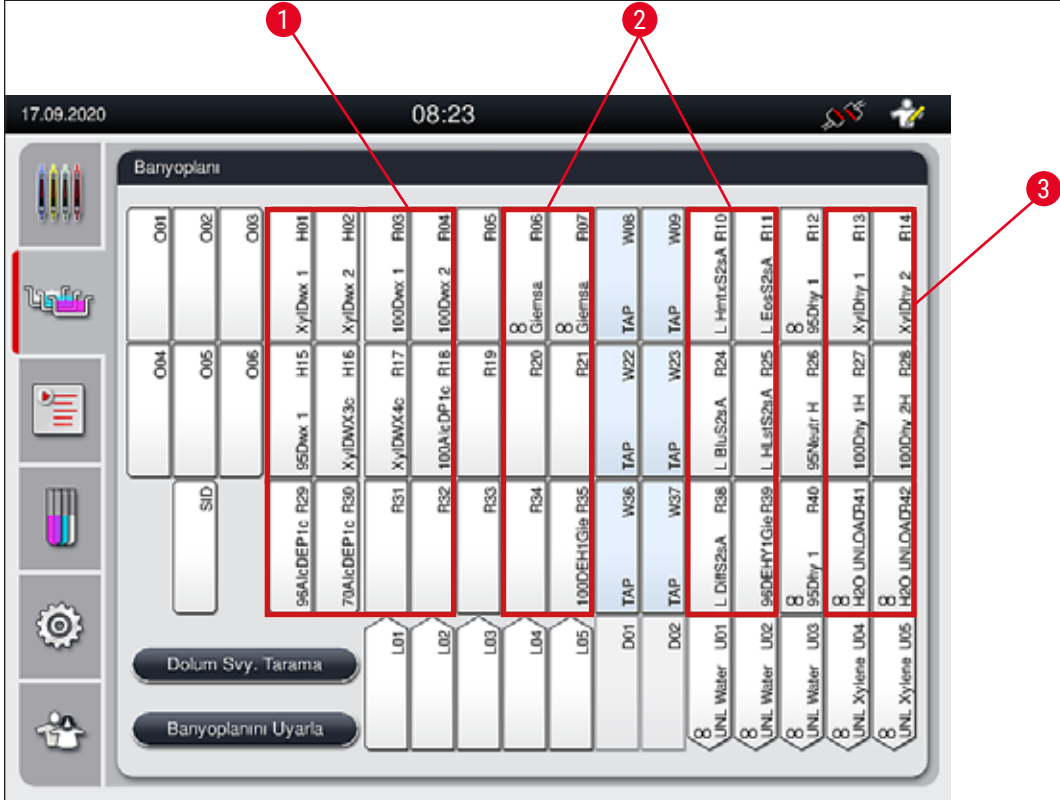 1
2
3
17.09.2020
08:23
Banyoplanı
O01
O02
O03
XylDwx 1 H01
XylDwx 2 H02
100Dwx 1 R03
100Dwx 2 R04
R05
∞ Giemsa R06
∞ Giemsa R07
TAP W08
TAP W09
L HmtxS2sA R10
L EosS2sA R11
∞ 95Dhy 1 R12
XylDhy 1 R13
XylDhy 2 R14
O04
O05
O06
95Dwx 1 H15
XylDWX3c H16
XylDWX4c R17
100AlcDP1c R18
R19
R20
R21
TAP W22
TAP W23
L BluS2sA R24
L HLstS2sA R25
95Neutr H R26
100Dhy 1H R27
100Dhy 2H R28
SID
96AlcDEP1c R29
70AlcDEP1c R30
R31
R32
R33
R34
100DEH1Gie R35
TAP W36
TAP W37
L DiffS2sA R38
96DEHY1Gie R39
∞ 95Dhy 1 R40
∞ H2O UNLOADR41
∞ H2O UNLOADR42
L01
L02
L03
L04
L05
D01
D02
∞ UNL Water U01
∞ UNL Water U02
∞ UNL Water U03
∞ UNL Xylene U04
∞ UNL Xylene U05
Dolum Svy. Tarama
Banyoplanını Uyarla